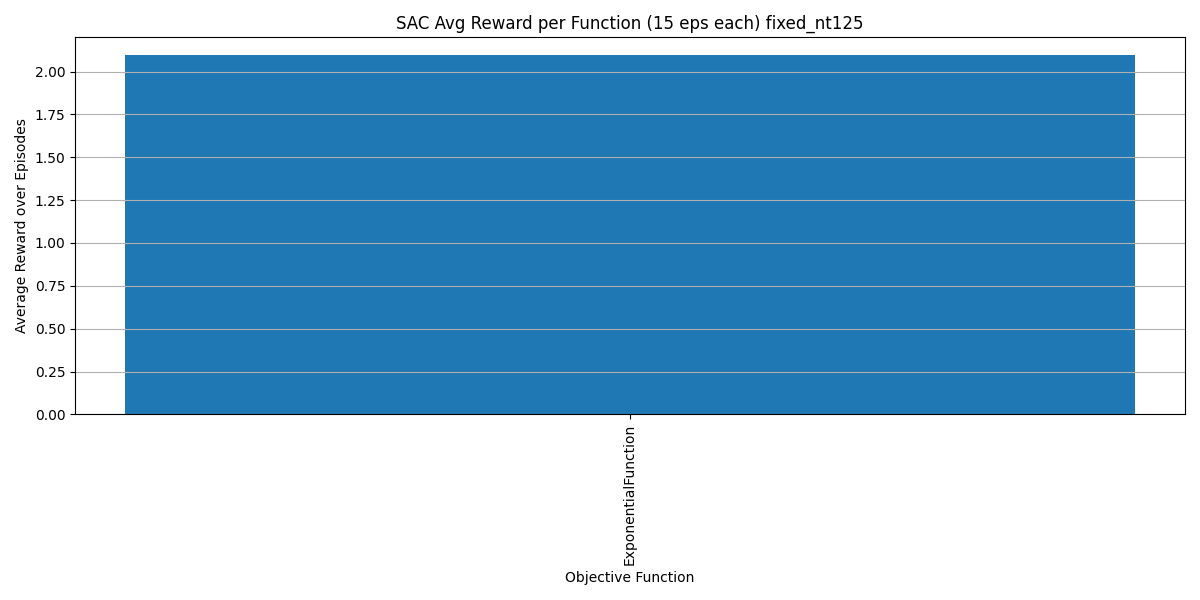 SAC Avg Reward per Function (15 eps each) fixed_nt125
Average Reward over Episodes
2.00
1.75
1.50
1.25
1.00
0.75
0.50
0.25
0.00
ExponentialFunction
Objective Function